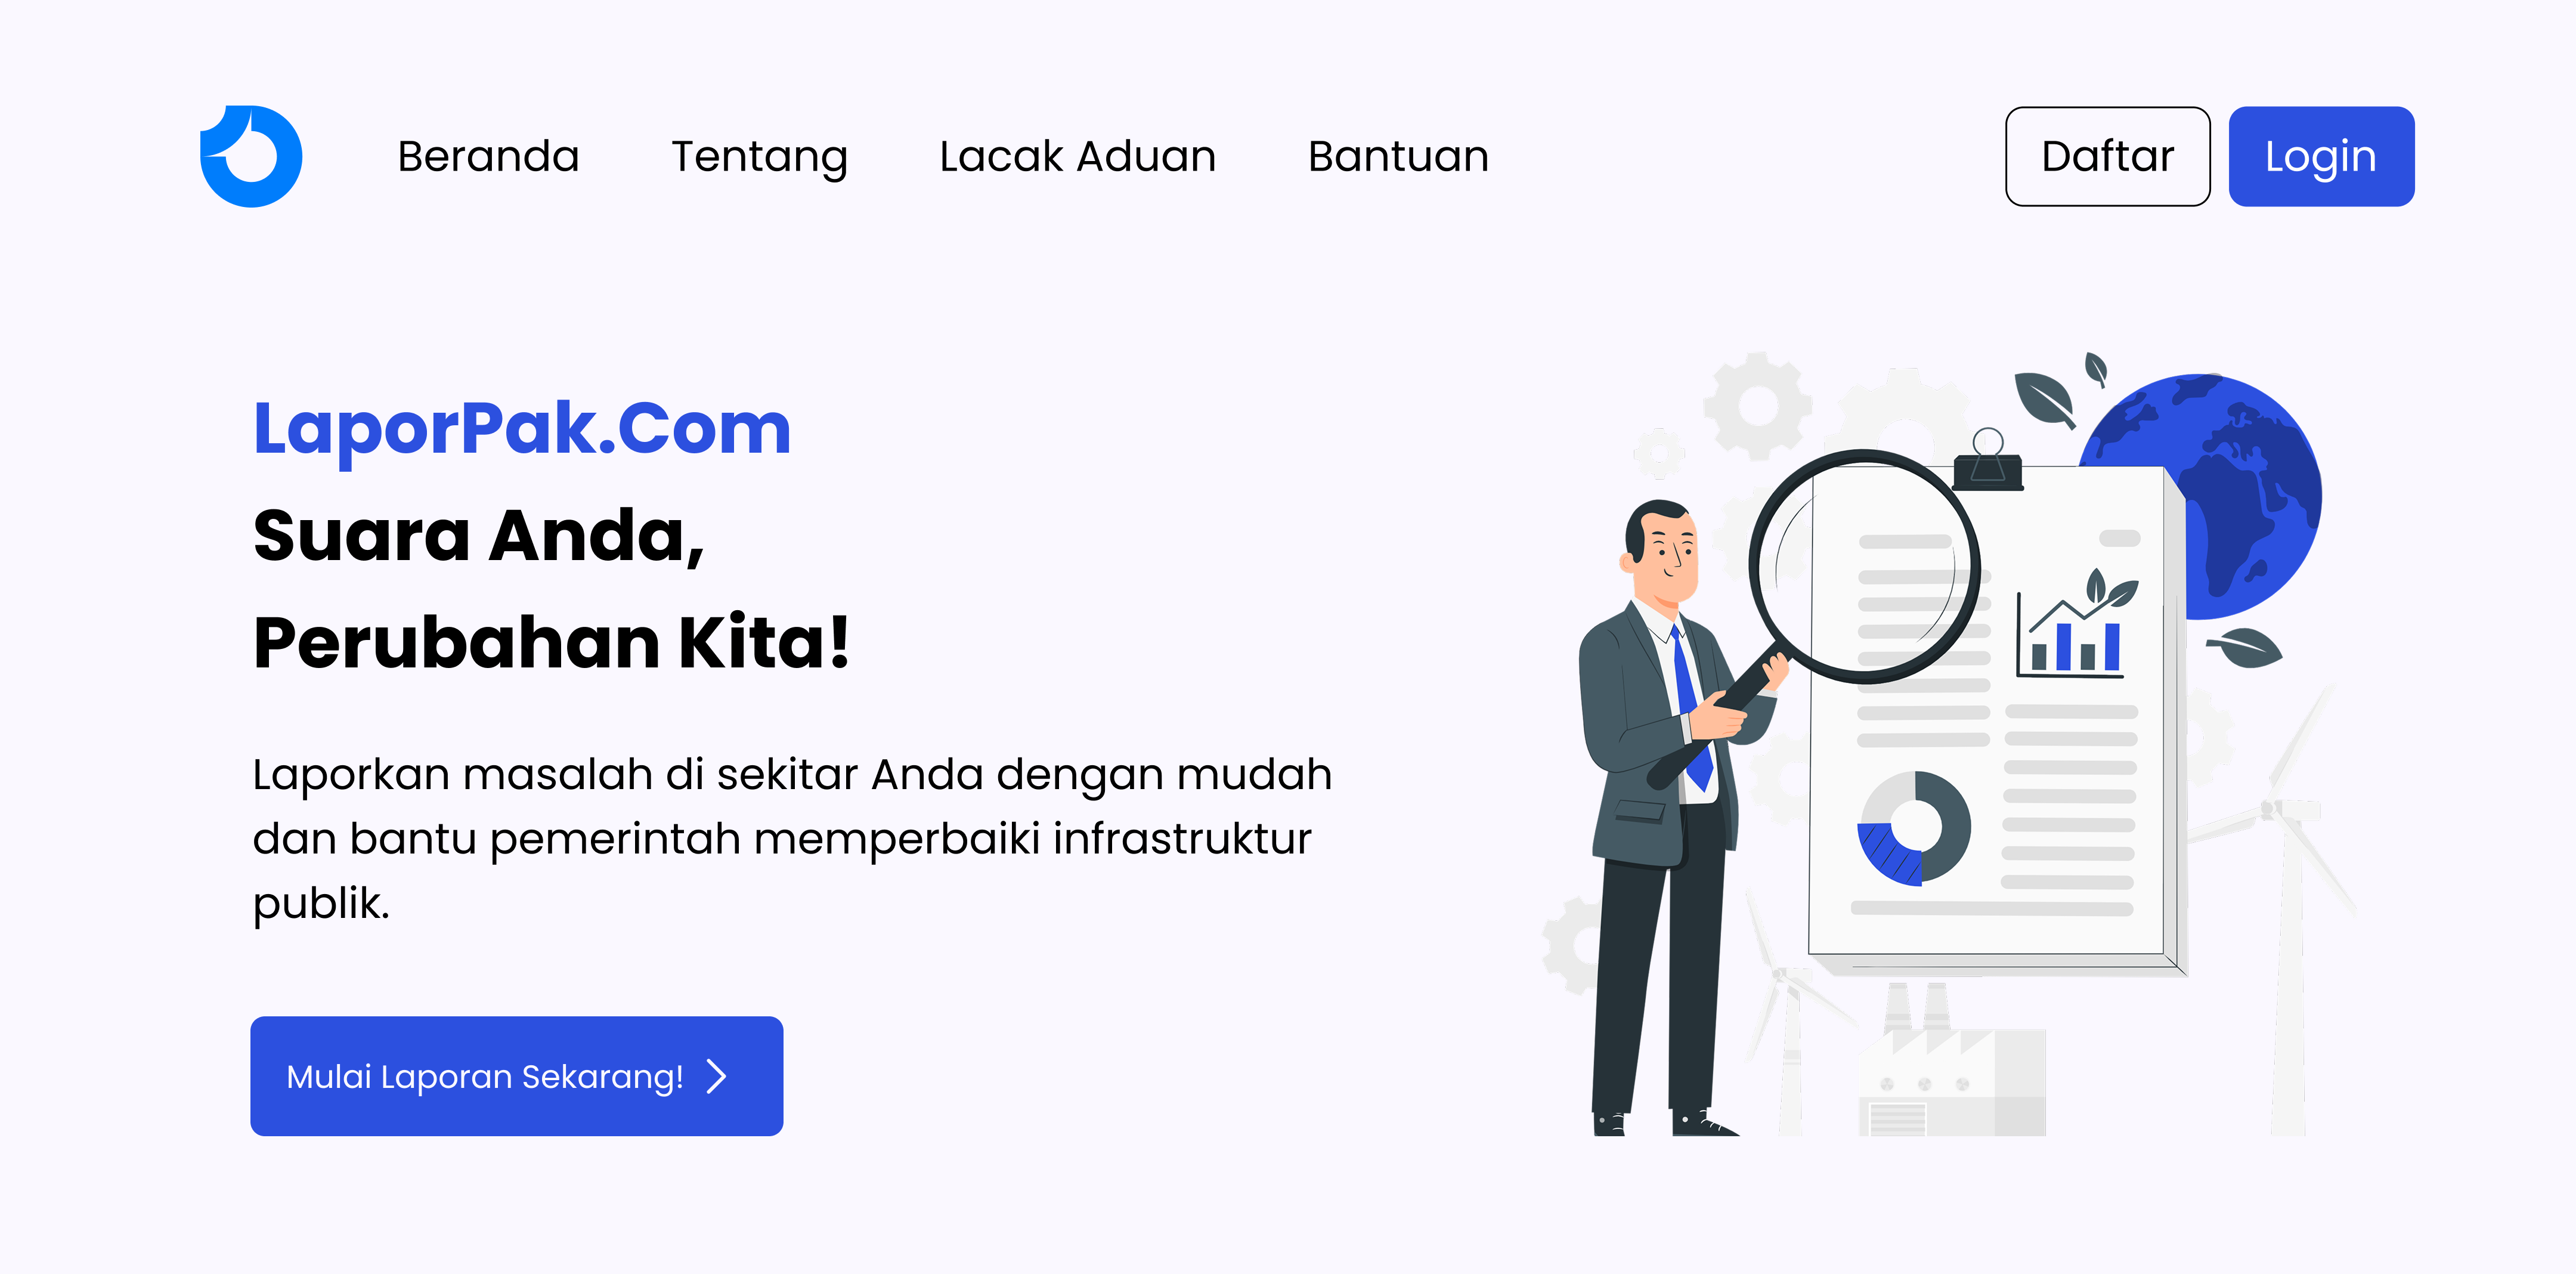 Beranda
Tentang
Lacak Aduan
Bantuan
Daftar
Login
LaporPak.Com
Suara Anda,
Perubahan Kita!
Laporkan masalah di sekitar Anda dengan mudah
dan bantu pemerintah memperbaiki infrastruktur
publik.
Mulai Laporan Sekarang!